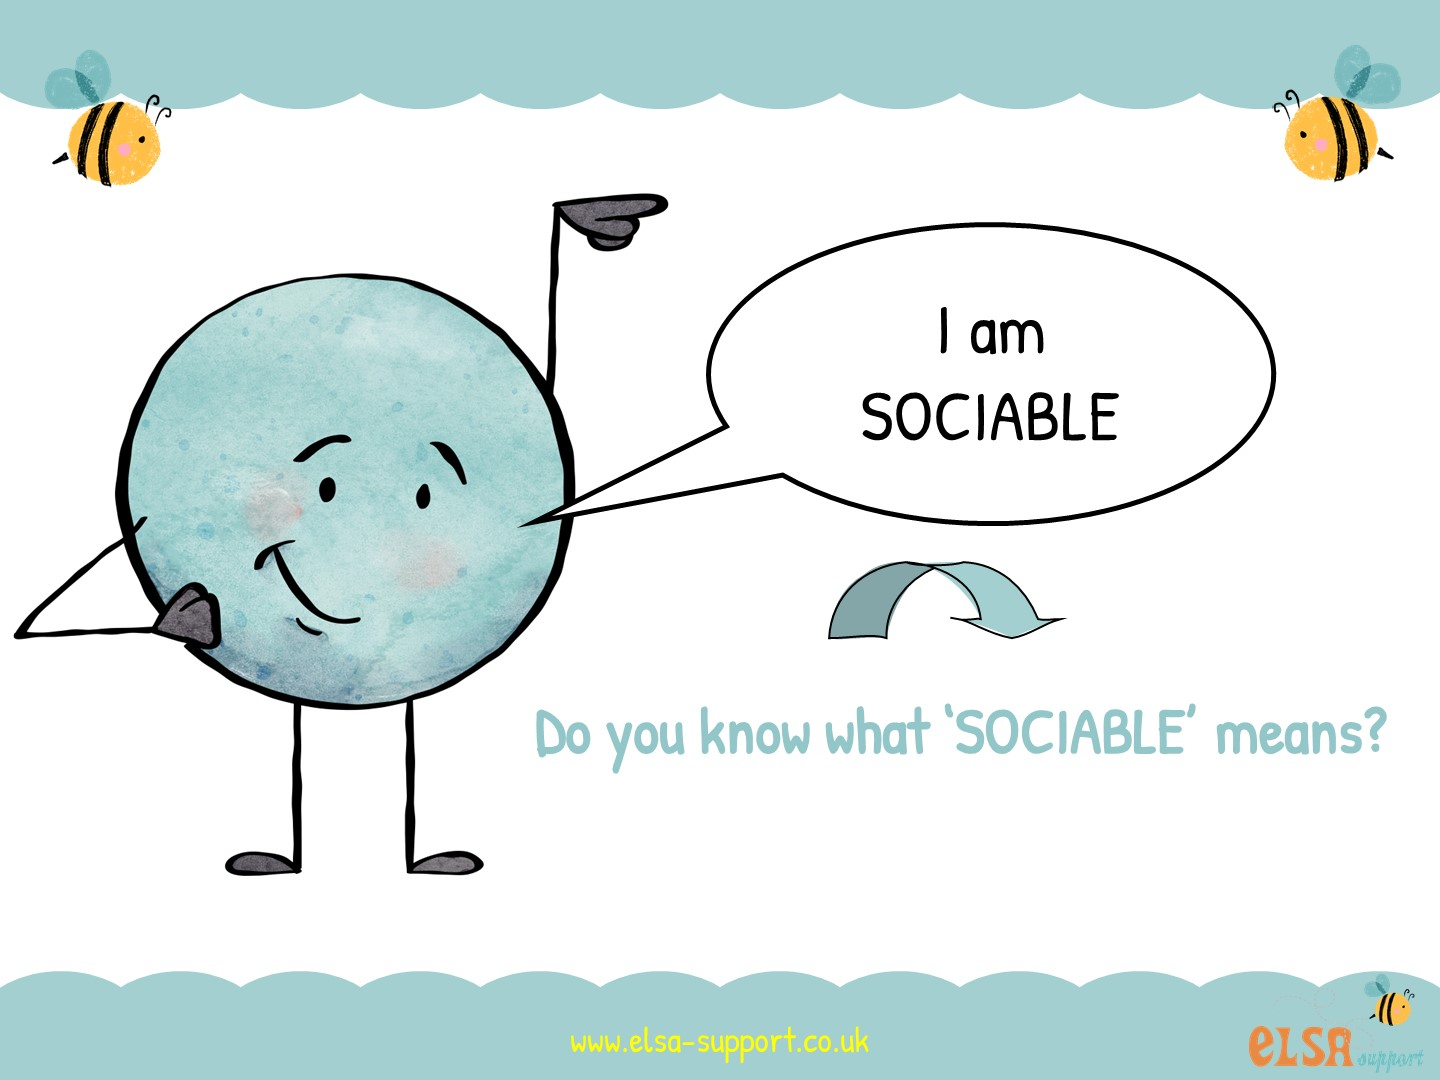 I am
SOCIABLE
Do you know what ‘SOCIABLE’ means?
www.elsa-support.co.uk
ELSA
support